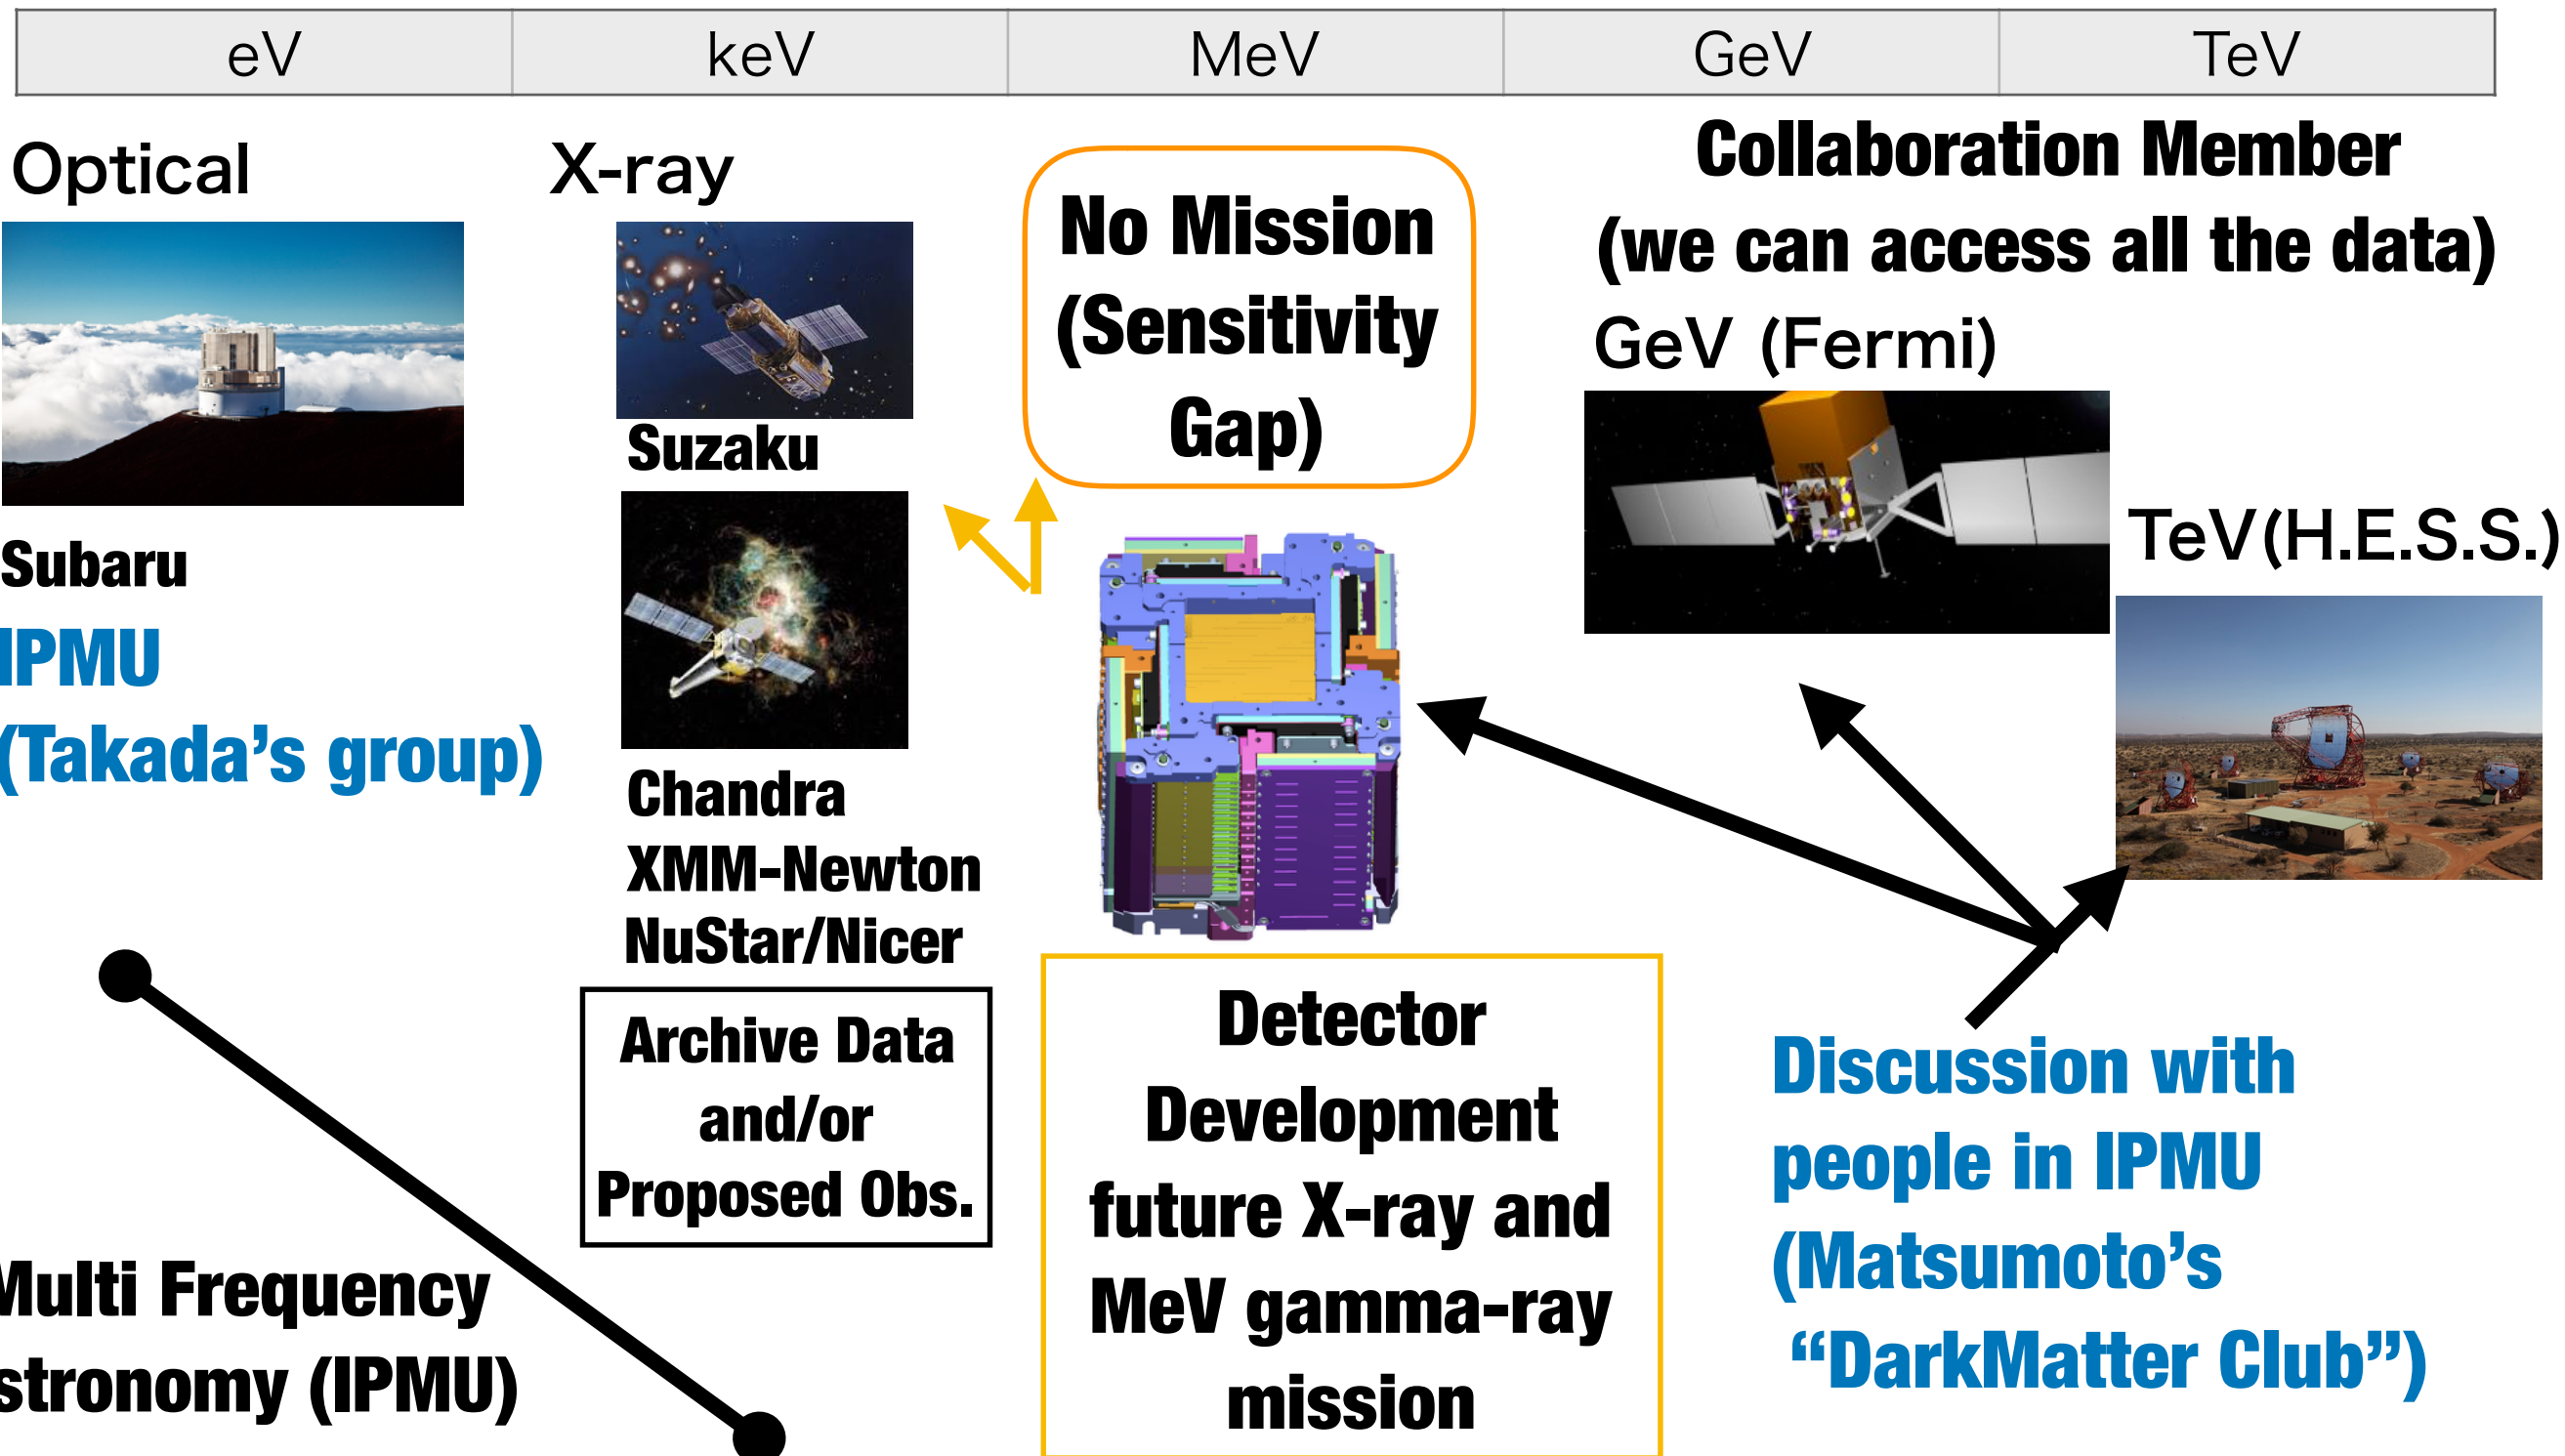 eV
keV
MeV
GeV
TeV
Optical
Subaru
IPMU
(Takada's group)
X-ray
Suzaku
Chandra
XMM-Newton
NuStar/Nicer
Archive Data
and/or
Proposed Obs.
No Mission
(Sensitivity
Gap)
Detector
Development
future X-ray and
MeV gamma-ray
mission
Collaboration Member
(we can access all the data)
GeV (Fermi)
TeV(H.E.S.S.)
Discussion with
people in IPMU
(Matsumoto's
“DarkMatter Club”)
Multi Frequency
stronomy (IPMU)